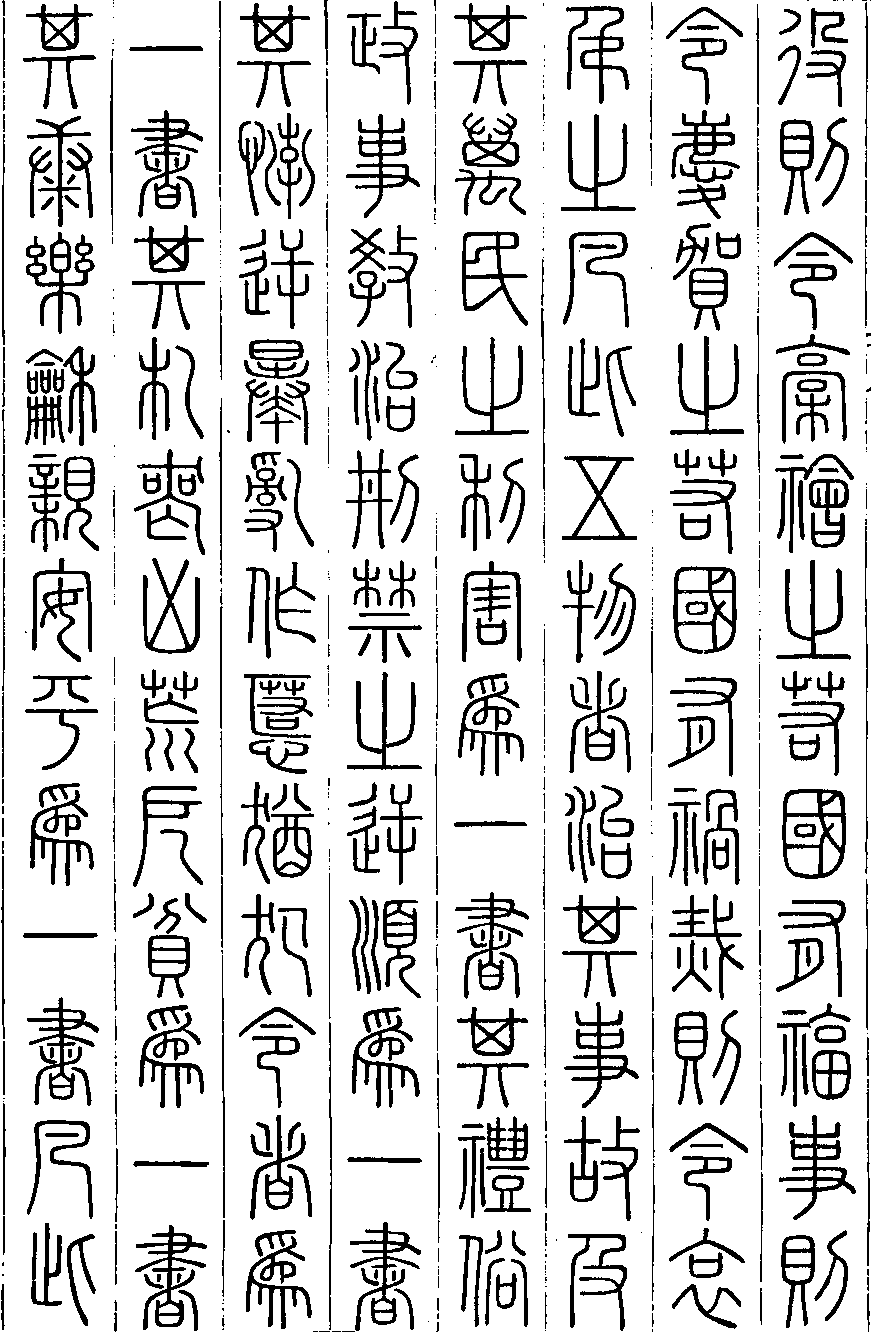 役則令槀禬之若國有福事則
令慶賀之若國有禍烖則令哀
弔之凡此五物者治其事故及
其萬民之利害爲一書其禮俗
政事教治刑禁之逆順爲一書
其悖逆暴亂作慝猶犯令者爲
一書其札喪凶荒厄貧爲一書
其康樂龢親安平爲一書凡此